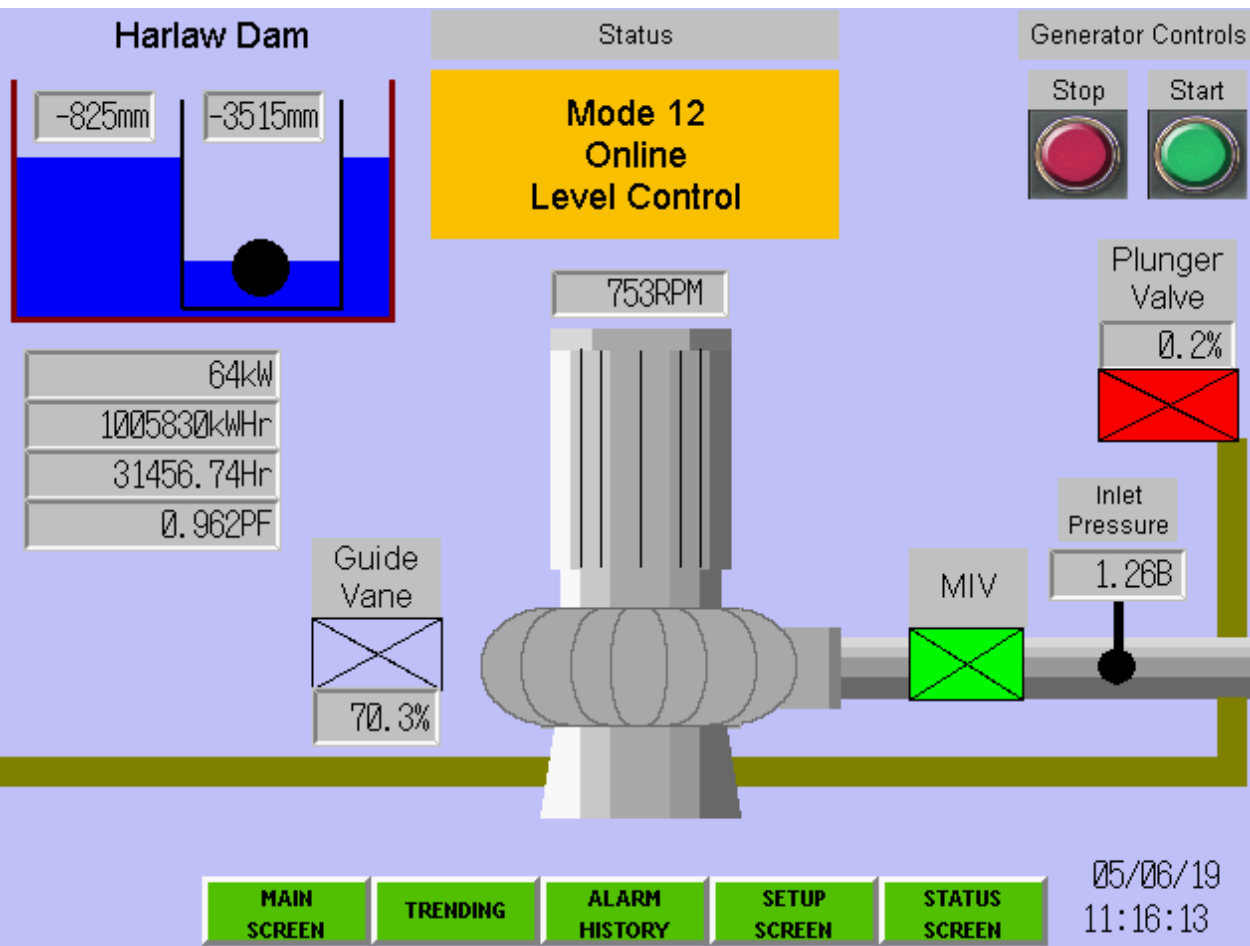 Harlaw Dam
Status
Generator Controls
-825mm
-3515mm
Mode 12
Online
Level Control
Stop
Start
Plunger
Valve
0.2%
753RPM
64kW
1005830kWHr
31456.74Hr
0.962PF
Inlet
Pressure
1.26B
Guide
Vane
70.3%
MIV
MAIN
SCREEN
TRENDING
ALARM
HISTORY
SETUP
SCREEN
STATUS
SCREEN
05/06/19
11:16:13